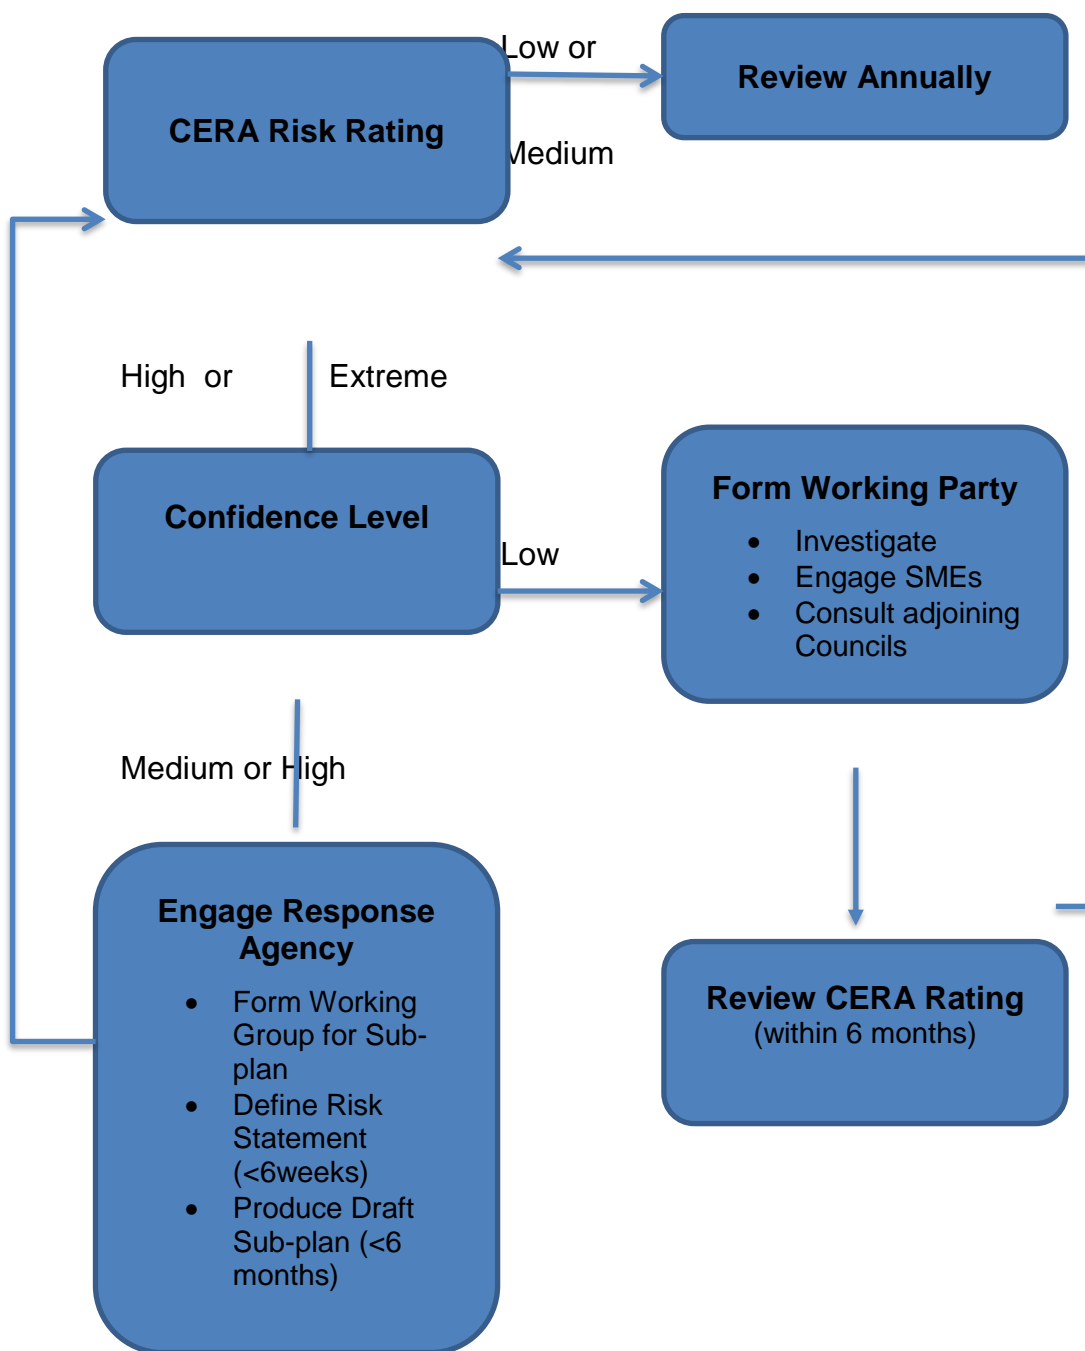 CERA Risk Rating
Low or
Medium
Review Annually
High or Extreme
Confidence Level
Low
Form Working Party
• Investigate
• Engage SMEs
• Consult adjoining
Councils
Medium or High
Engage Response
Agency
• Form Working
Group for Sub-
plan
• Define Risk
Statement
(<6weeks)
• Produce Draft
Sub-plan (<6
months)
Review CERA Rating
(within 6 months)